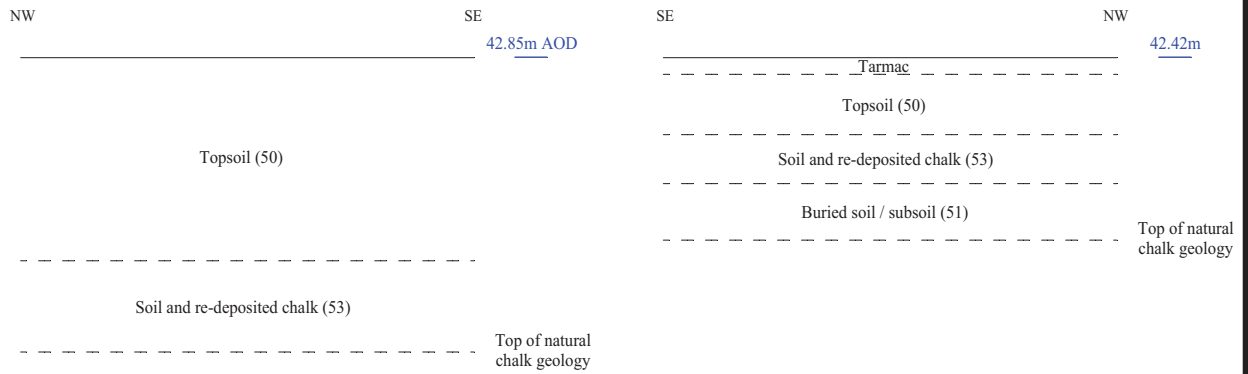 NW
SE
42.85m AOD
Topsoil (50)
Soil and re-deposited chalk (53)
Top of natural
chalk geology
SE
NW
42.42m
Tarmac
Topsoil (50)
Soil and re-deposited chalk (53)
Buried soil / subsoil (51)
Top of natural
chalk geology